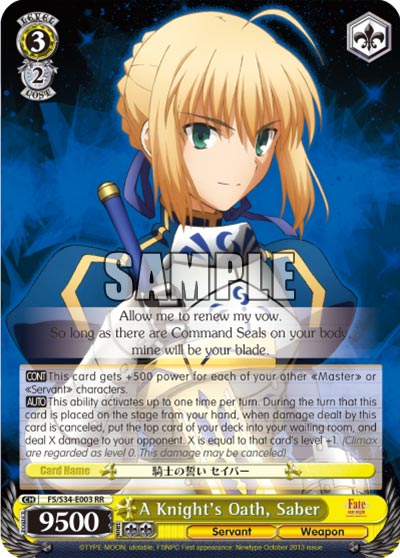 LEVEL
3
2
COST
SAMPLE
Allow me to renew my vow.
So long as there are Command Seals on your body,
mine will be your blade.
CONT This card gets +500 power for each of your other «Master» or
«Servant» characters.
AUTO This ability activates up to one time per turn. During the turn that this
card is placed on the stage from your hand, when damage dealt by this
card is canceled, put the top card of your deck into your waiting room, and
deal X damage to your opponent. X is equal to that card's level +1. (Climax
are regarded as level 0. This damage may be canceled)
Card Name
騎士の誓い セイバー
CH
FS/S34-E003 RR
POWER
9500
SOUL
A Knight's Oath, Saber
Fate
Servant
Weapon
©TYPE-MOON, ufotable, FSNPC First appearance: Newtype October 2013 issue